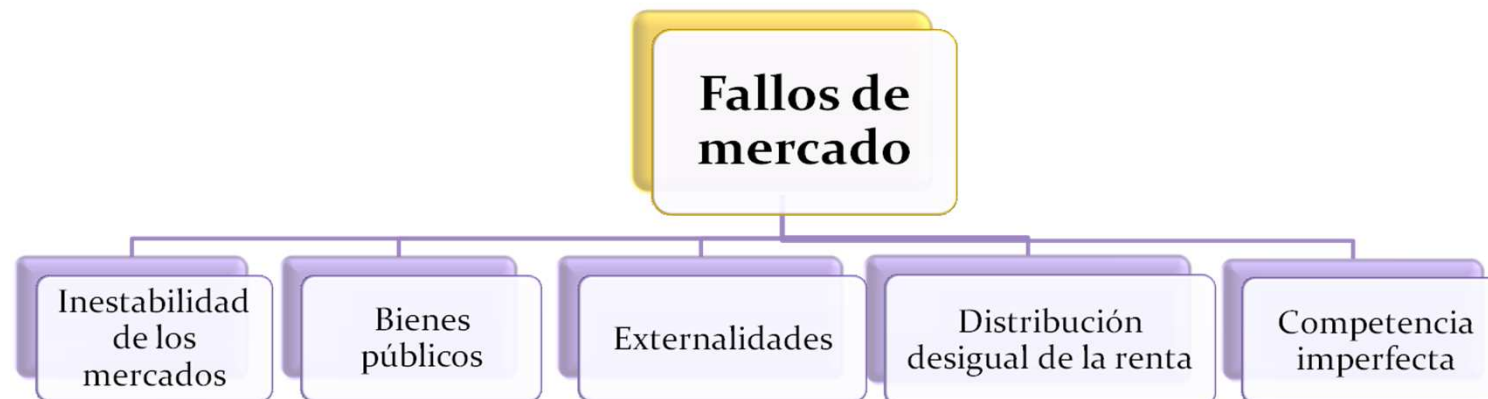 Fallos de
mercado
Inestabilidad
de los
mercados
Bienes
públicos
Externalidades
Distribución
desigual de la renta
Competencia
imperfecta